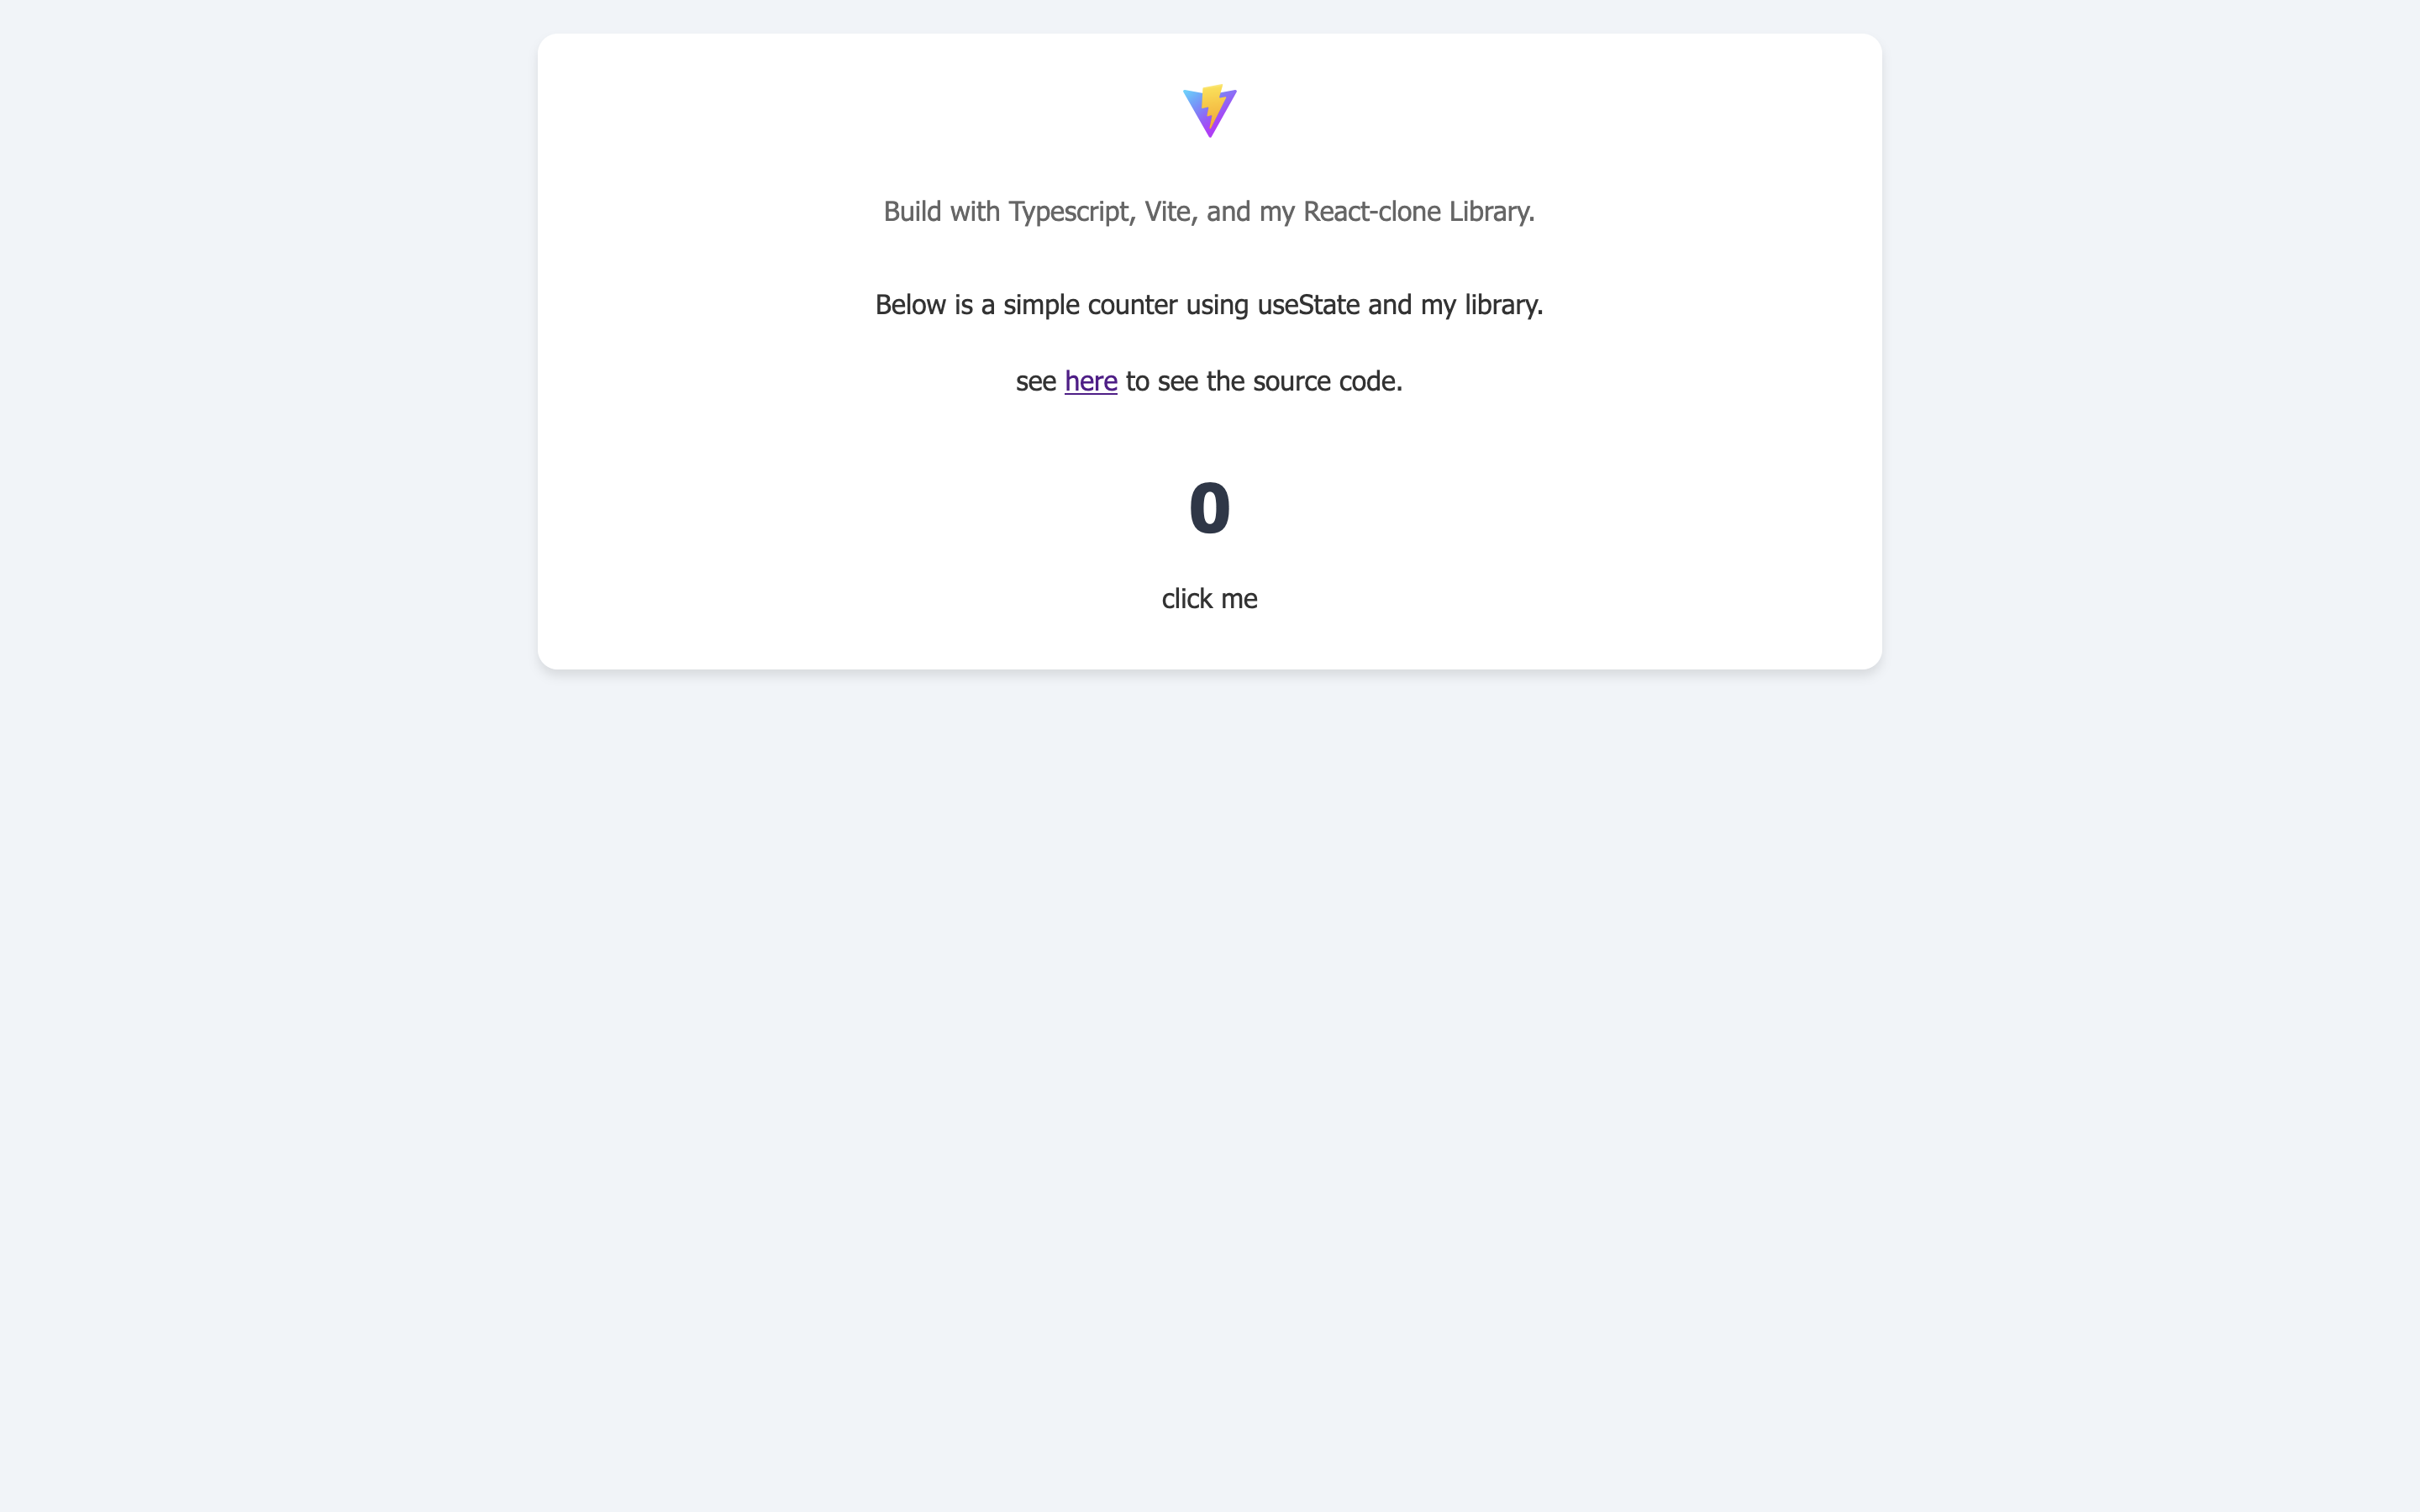 Build with Typescript, Vite, and my React-clone Library.
Below is a simple counter using useState and my library.
see here to see the source code.
0
click me